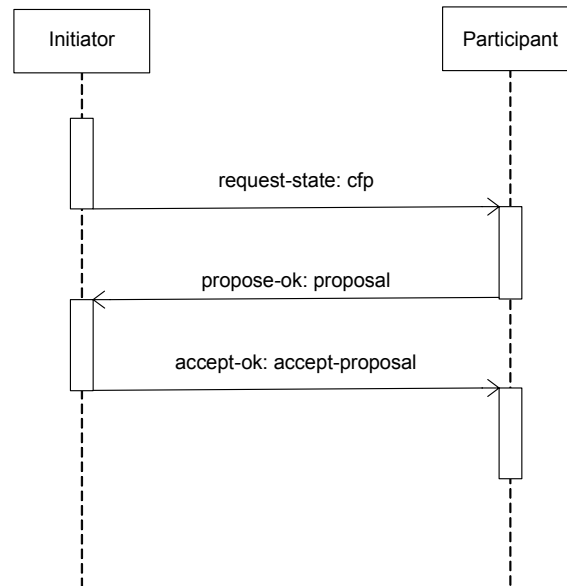 Initiator
Participant
request-state: cfp
propose-ok: proposal
accept-ok: accept-proposal